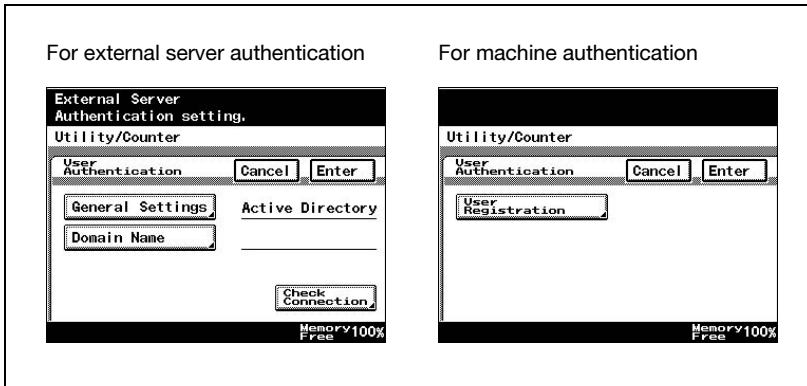 For external server authentication
External Server
Authentication setting.
Utility/Counter
User
Authentication
Cancel
Enter
General Settings
Active Directory
Domain Name
Check
Connection
Memory
Free
100%
For machine authentication
Utility/Counter
User
Authentication
Cancel
Enter
User
Registration
Memory
Free
100%